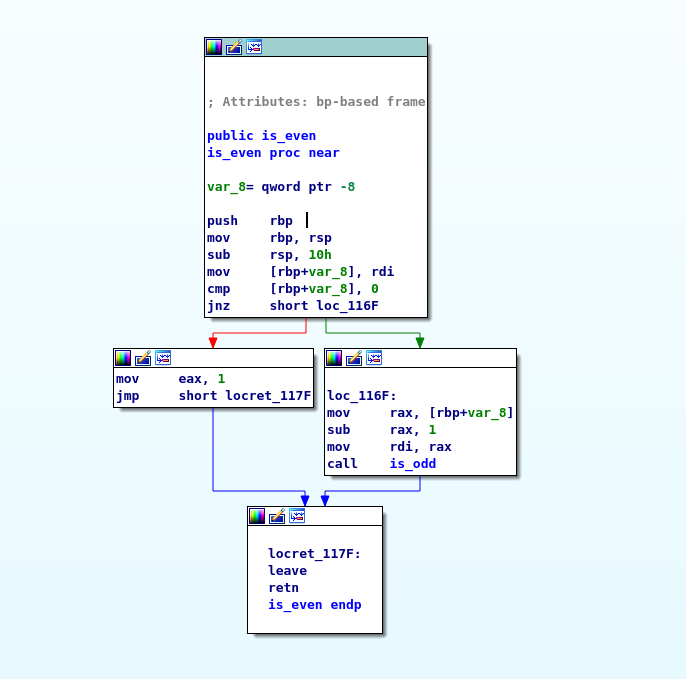 ; Attributes: bp-based frame
public is_even
is_even proc near
var_8= qword ptr -8
push rbp
mov rbp, rsp
sub rsp, 10h
mov [rbp+var_8], rdi
cmp [rbp+var_8], 0
jnz short loc_116F
mov eax, 1
jmp short locret_117F
loc_116F:
mov rax, [rbp+var_8]
sub rax, 1
mov rdi, rax
call is_odd
locret_117F:
leave
retn
is_even endp